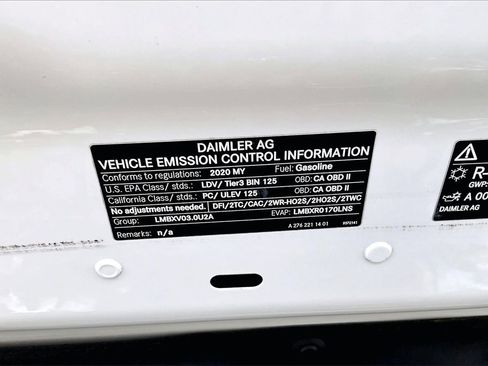 DAIMLER AG
VEHICLE EMISSION CONTROL INFORMATION
Conforms to regulations: 2020 MY Fuel: Gasoline
U.S. EPA Class/ stds.: LDV/ Tier3 BIN 125 OBD: CA OBD II
California Class/ stds.: PC/ ULEV 125 OBD: CA OBD II
No adjustments needed. DFI/2TC/CAC/2WR-HO2S/2HO2S/2TWC
Group: LMBXV03.0U2A EVAP: LMBXR0170LNS
Remarks: n/a A 276 221 14 01
R-
GWP:
A 00
DAIMLER AG